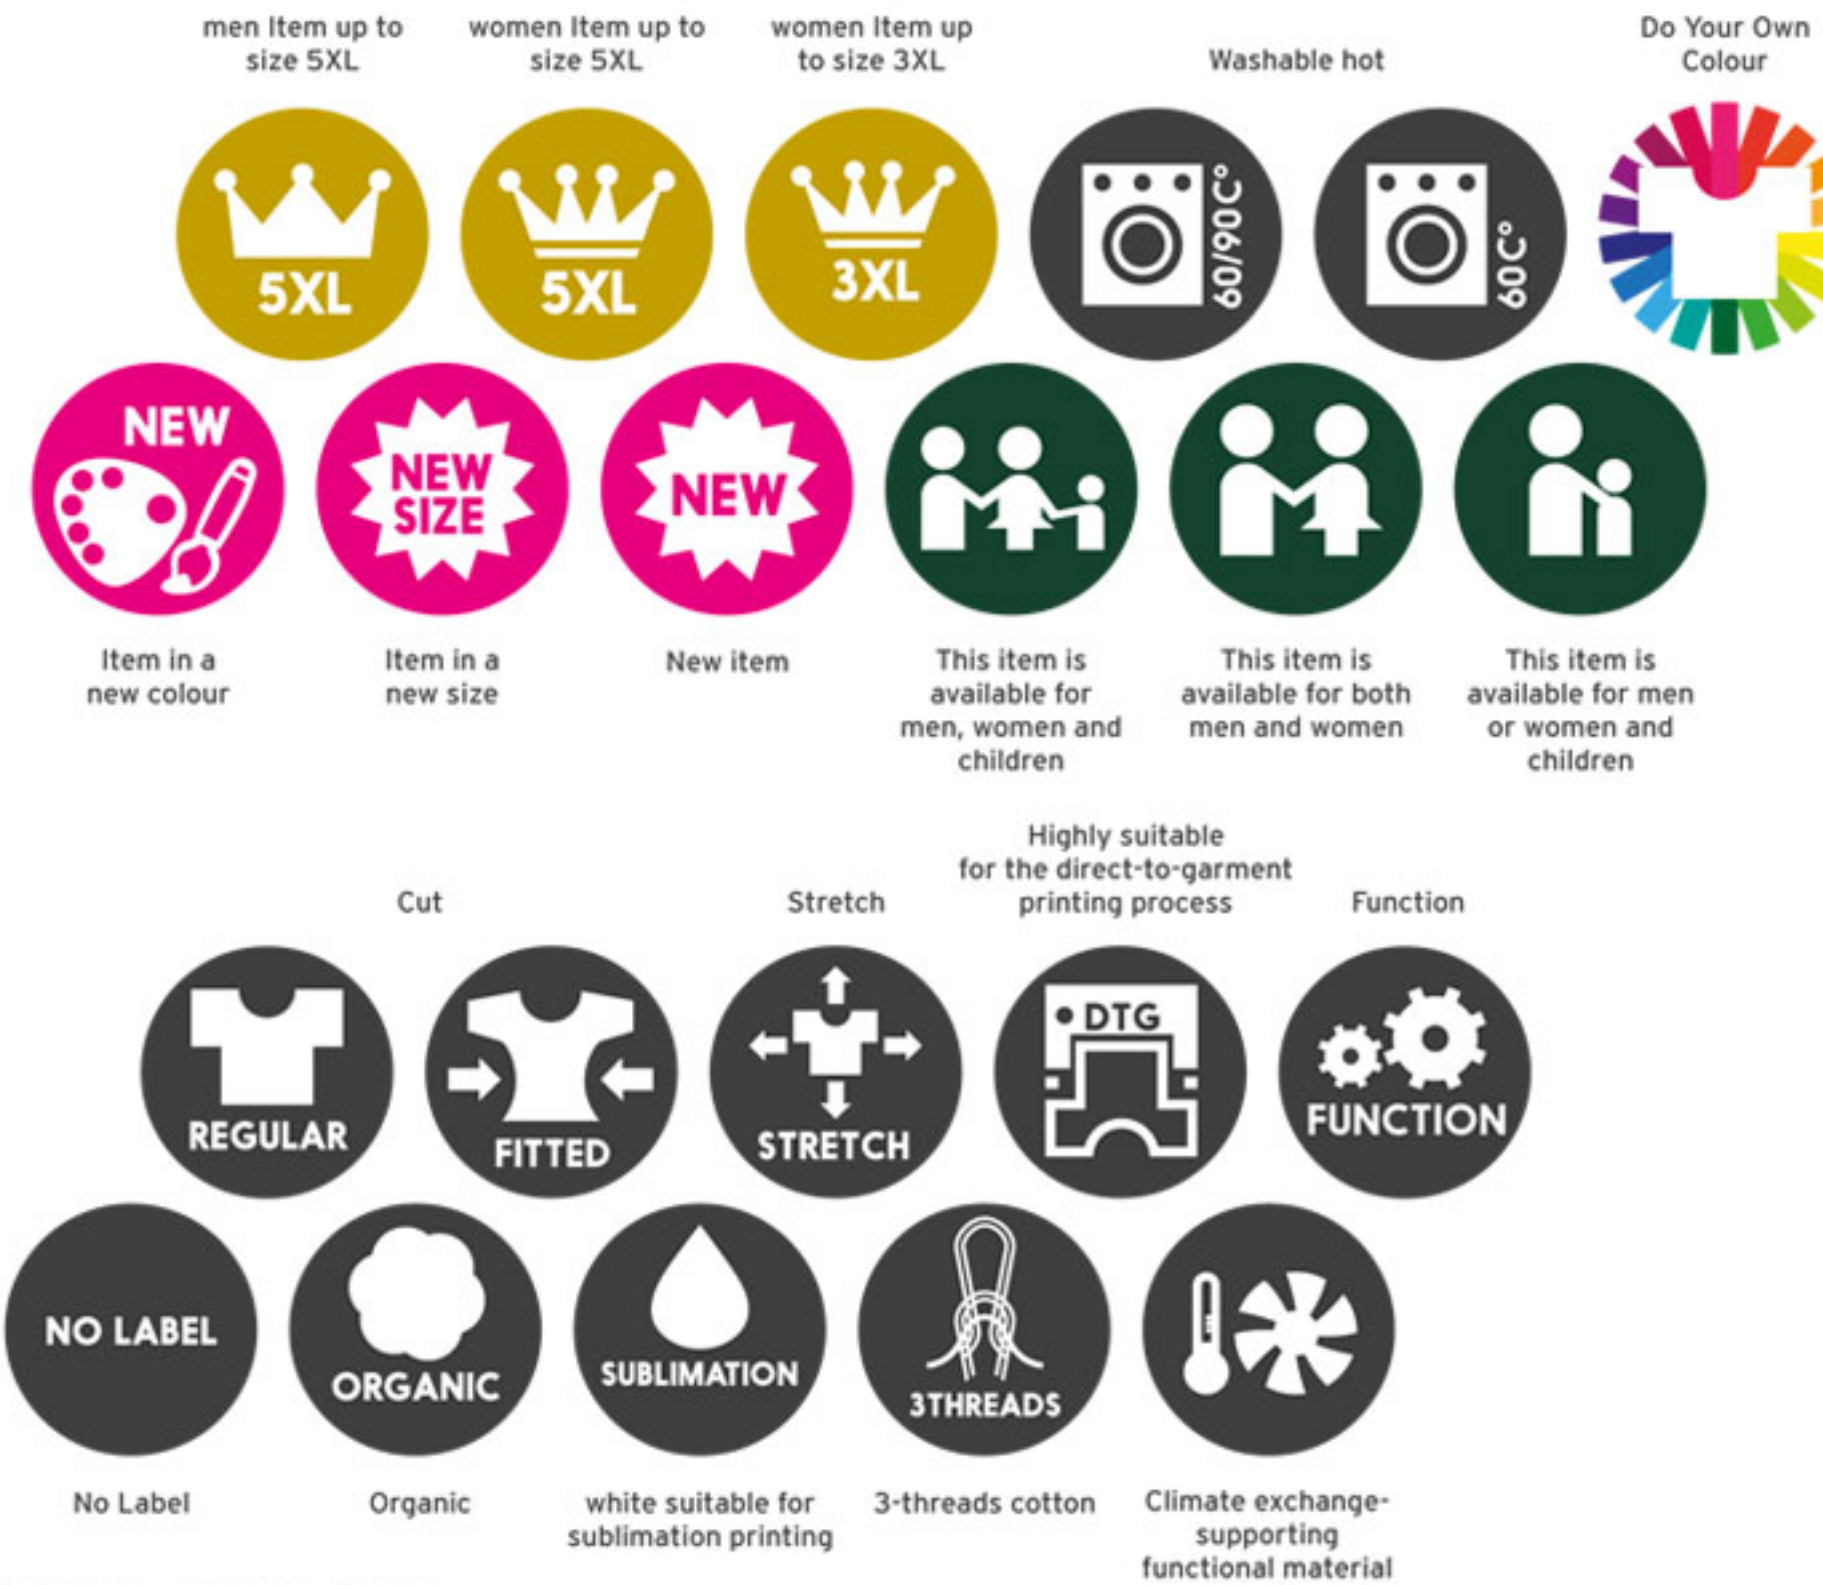 men Item up to
size 5XL
women Item up to
size 5XL
women Item up
to size 3XL
Washable hot
Do Your Own
Colour
5XL
5XL
3XL
60/90C°
60C°
NEW
NEW
SIZE
NEW
Item in a
new colour
Item in a
new size
New item
This item is
available for
men, women and
children
This item is
available for both
men and women
This item is
available for men
or women and
children
Cut
Stretch
Highly suitable
for the direct-to-garment
printing process
Function
REGULAR
FITTED
STRETCH
DTG
FUNCTION
NO LABEL
ORGANIC
SUBLIMATION
3THREADS
No Label
Organic
white suitable for
sublimation printing
3-threads cotton
Climate exchange-
supporting
functional material